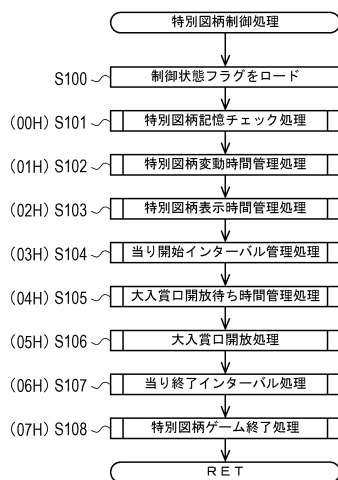 特別図柄制御処理
S100 制御状態フラグをロード
(00H) S101 特別図柄記憶チェック処理
(01H) S102 特別図柄変動時間管理処理
(02H) S103 特別図柄表示時間管理処理
(03H) S104 当り開始インターバル管理処理
(04H) S105 大入賞口開放待ち時間管理処理
(05H) S106 大入賞口開放処理
(06H) S107 当り終了インターバル処理
(07H) S108 特別図柄ゲーム終了処理
RET